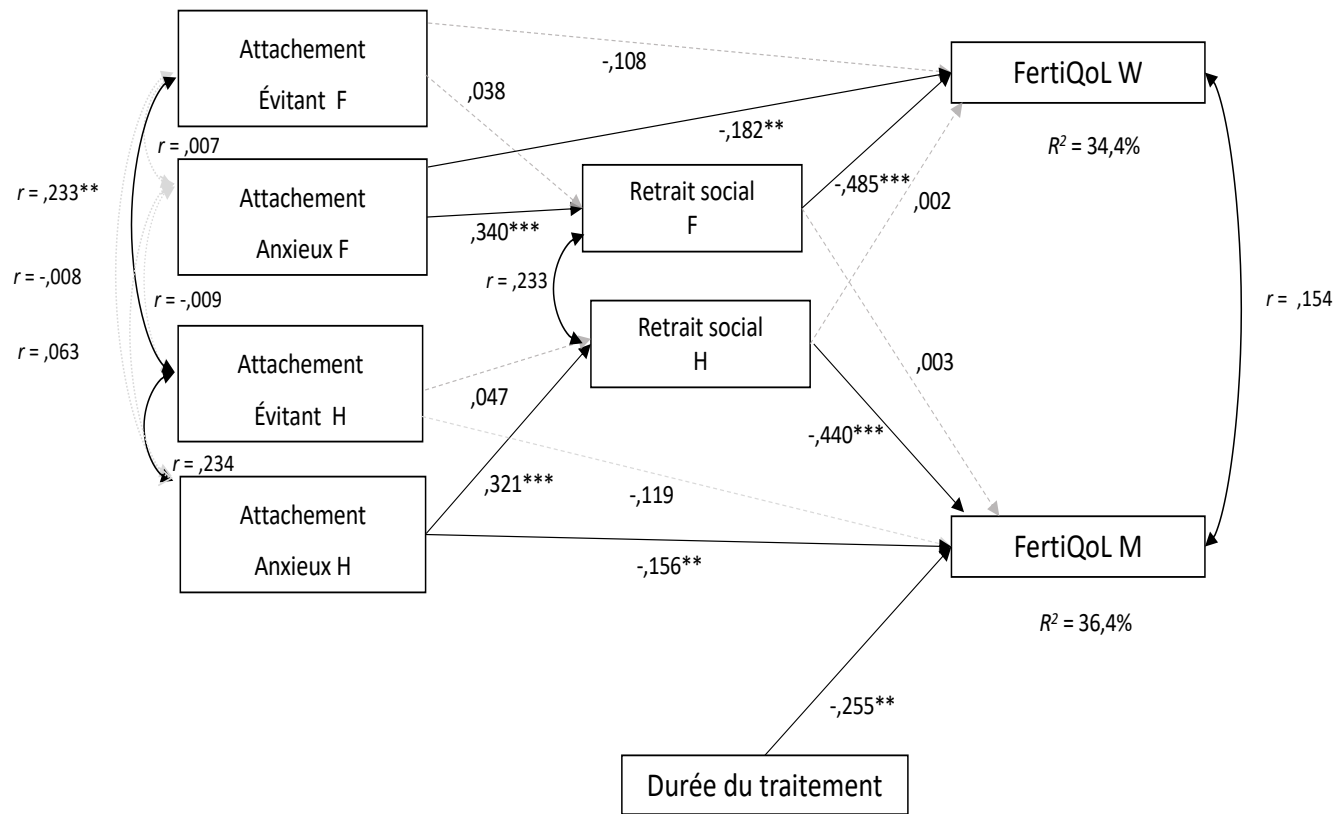 Attachement
Évitant F
-,108
FertiQoL W
,038
r = ,007
-,182**
R² = 34,4%
r = ,233**
Attachement
Anxieux F
Retrait social
F
-,485***
,002
,340***
r = -,008
r = ,233
r = -,009
r = ,154
r = ,063
Retrait social
H
Attachement
Évitant H
,047
,003
-,440***
r = ,234
,321***
-,119
Attachement
Anxieux H
FertiQoL M
-,156**
R² = 36,4%
-,255**
Durée du traitement